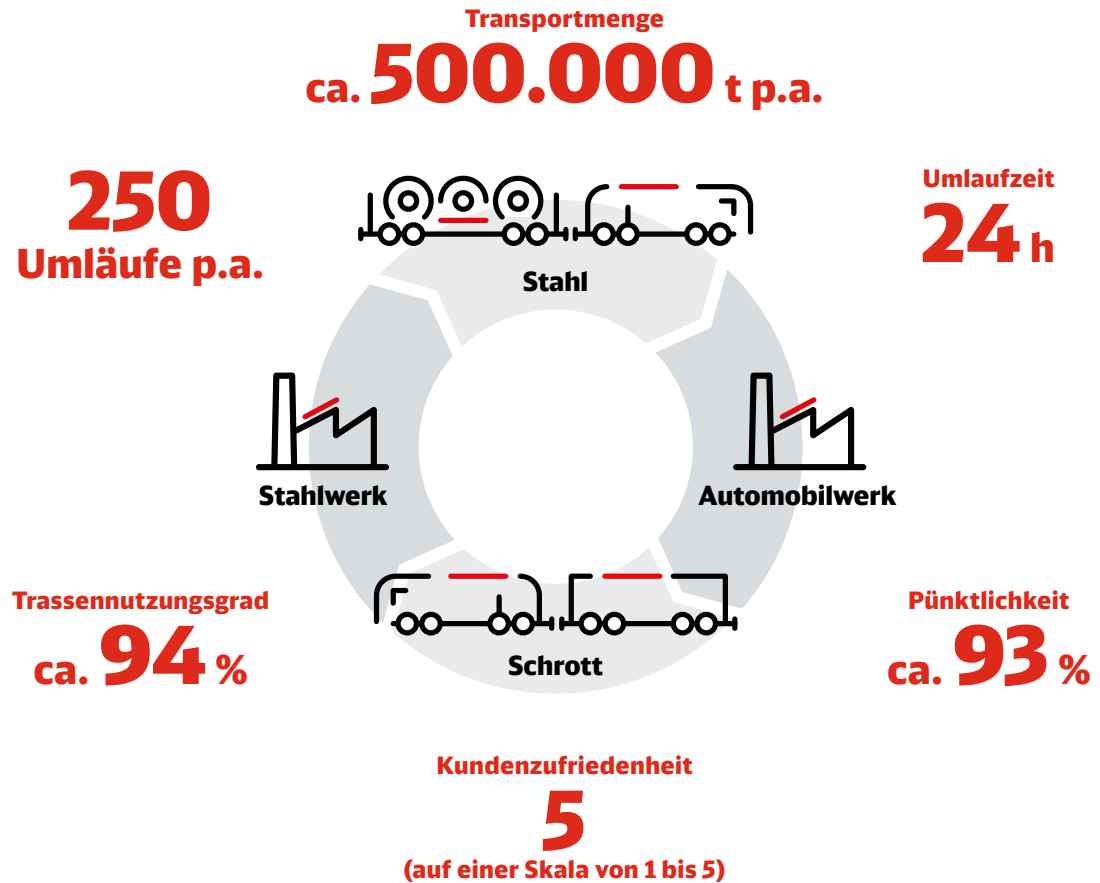 Transportmenge
ca. 500.000 t p.a.
250
Umläufe p.a.
Umlaufzeit
24 h
Stahl
Stahlwerk
Automobilwerk
Trassennutzungsgrad
ca. 94 %
Pünktlichkeit
ca. 93 %
Schrott
Kundenzufriedenheit
5
(auf einer Skala von 1 bis 5)